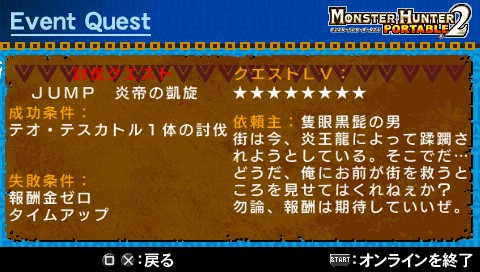 Event Quest
MONSTER HUNTER
PORTABLE 2
討伐クエスト
JUMP 炎帝の凱旋
成功条件：
テオ・テスカトル1体の討伐
失敗条件：
報酬金ゼロ
タイムアップ
クエストLV：
★★★★★★★★
依頼主：隻眼黒髭の男
街は今、炎王龍によって蹂躙さ
れようとしている。そこでだ…
どうだ、俺にお前が街を救うと
ころを見せてはくれねぇか？
勿論、報酬は期待していいぜ。
□×:戻る
START:オンラインを終了